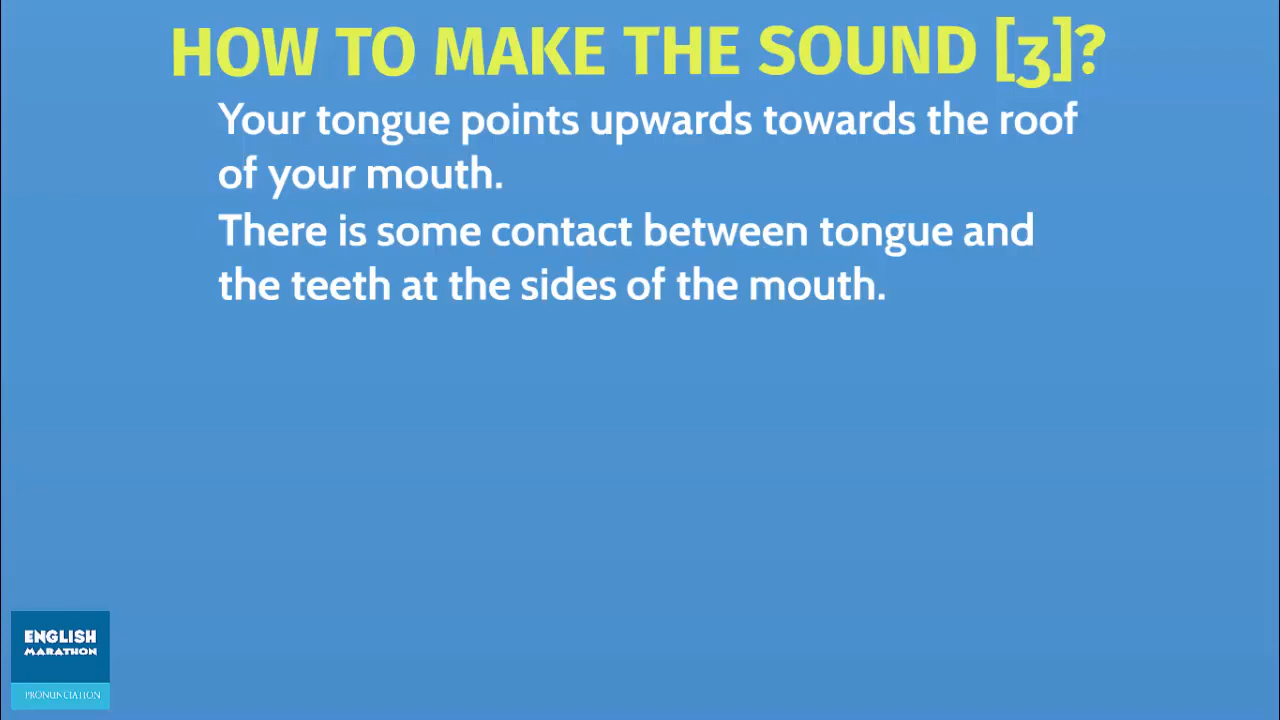 HOW TO MAKE THE SOUND [ʒ]?
Your tongue points upwards towards the roof
of your mouth.
There is some contact between tongue and
the teeth at the sides of the mouth.
ENGLISH
MARATHON
PRONUNCIATION